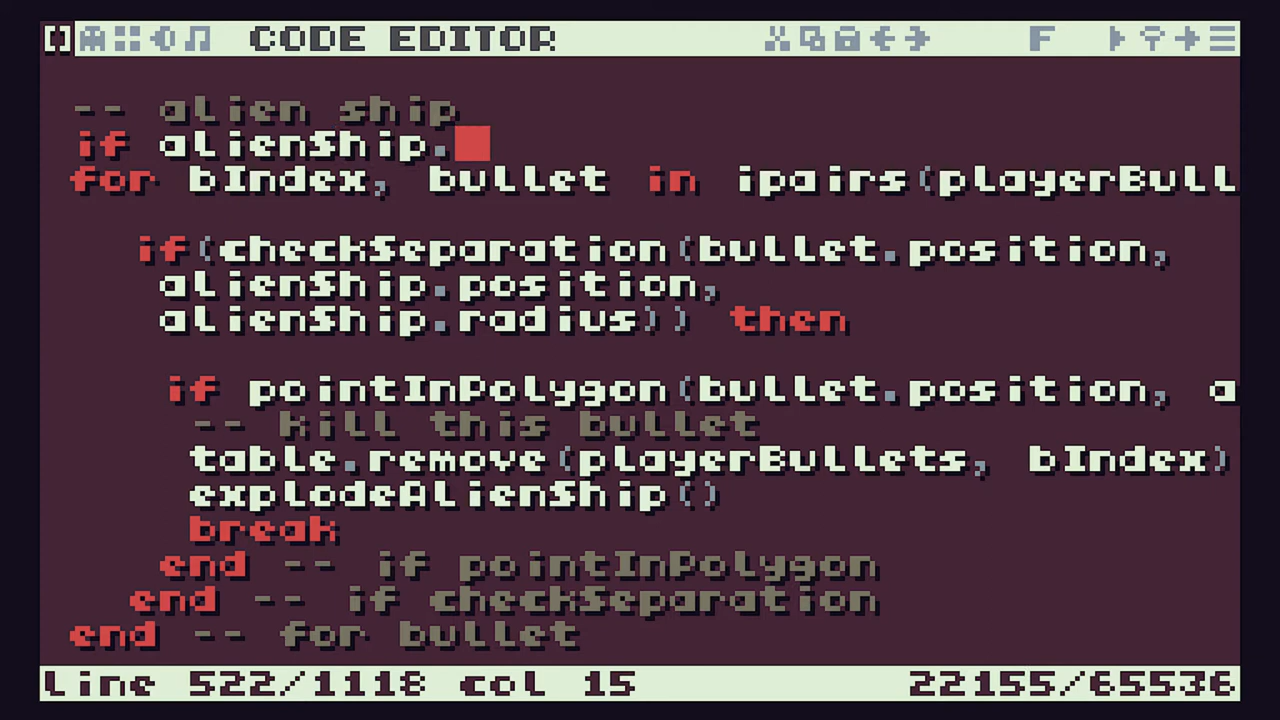 CODE EDITOR F
-- alien ship
if alienShip.
for bIndex, bullet in ipairs(playerBull
if(checkSeparation(bullet.position,
alienShip.position,
alienShip.radius)) then
if pointInPolygon(bullet.position, a
-- kill this bullet
table.remove(playerBullets, bIndex)
explodeAlienShip()
break
end -- if pointInPolygon
end -- if checkSeparation
end -- for bullet
line 522/1118 col 15 22155/65536